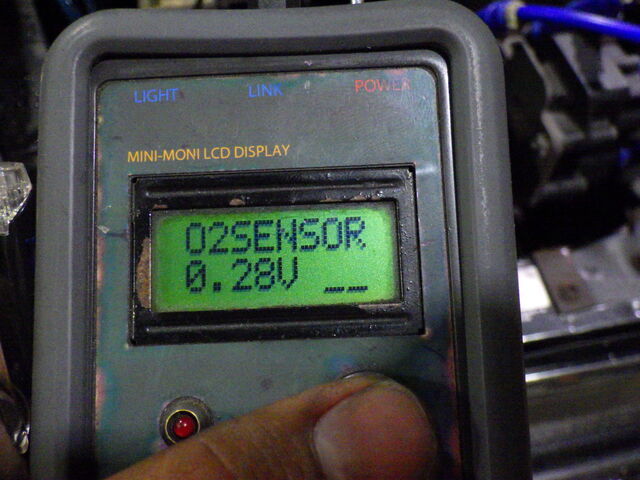 LIGHT LINK POWER
MINI-MONI LCD DISPLAY
O2SENSOR
0.28V __